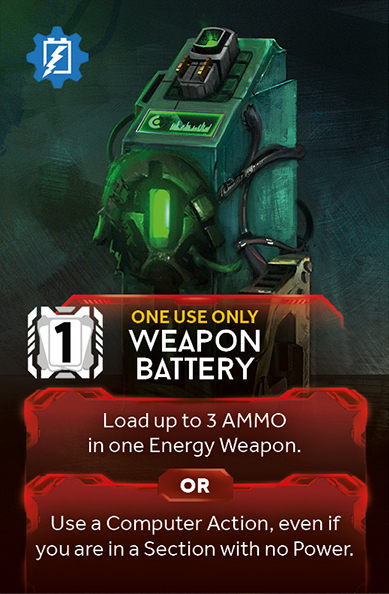 1
ONE USE ONLY
WEAPON
BATTERY
Load up to 3 AMMO
in one Energy Weapon.
OR
Use a Computer Action, even if
you are in a Section with no Power.